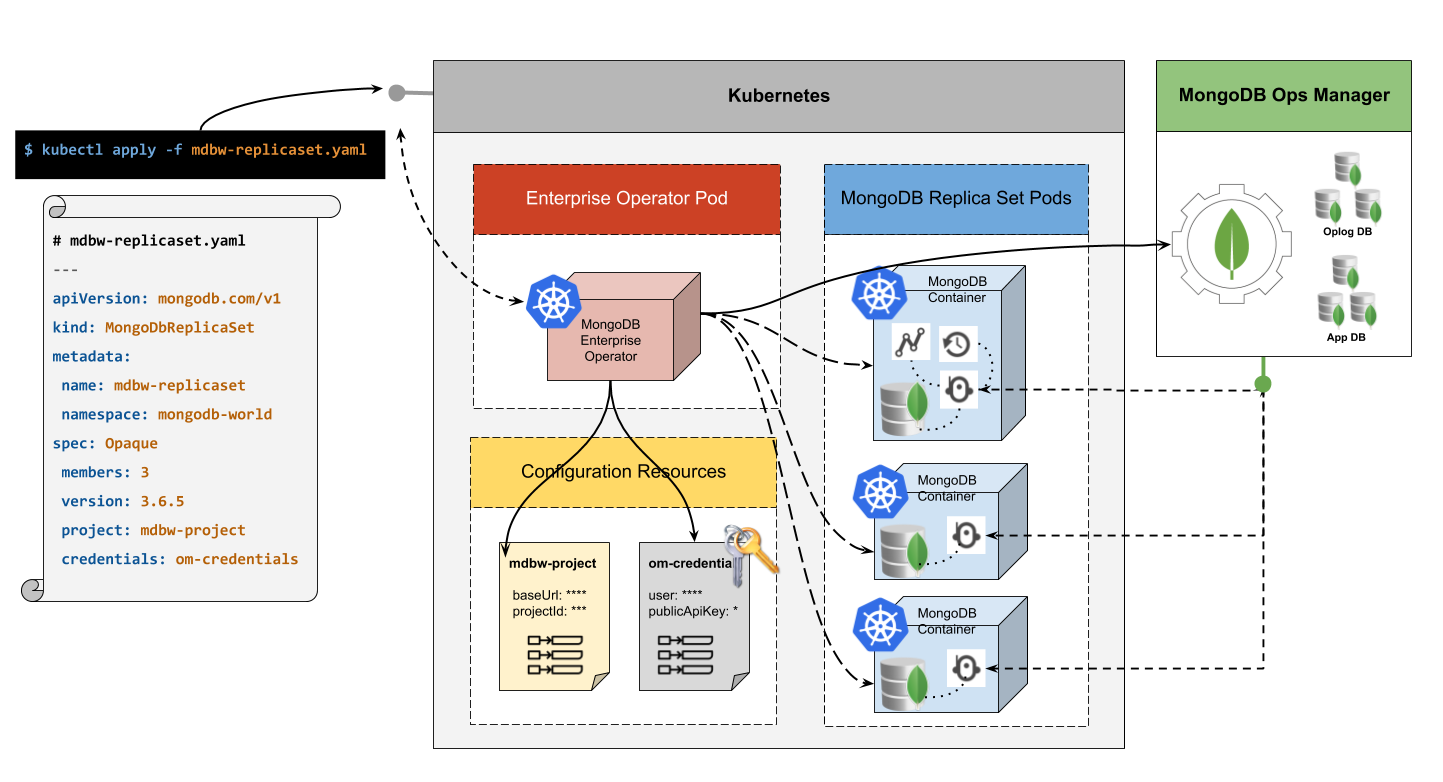 Kubernetes
MongoDB Ops Manager
$ kubectl apply -f mdbw-replicaset.yaml
# mdbw-replicaset.yaml
---
apiVersion: mongodb.com/v1
kind: MongoDbReplicaSet
metadata:
name: mdbw-replicaset
namespace: mongodb-world
spec: Opaque
members: 3
version: 3.6.5
project: mdbw-project
credentials: om-credentials
Enterprise Operator Pod
MongoDB
Enterprise
Operator
Configuration Resources
mdbw-project
baseUrl: ****
projectId: ***
om-credentia
user: ****
publicApiKey: *
MongoDB Replica Set Pods
MongoDB
Container
MongoDB
Container
MongoDB
Container
Oplog DB
App DB